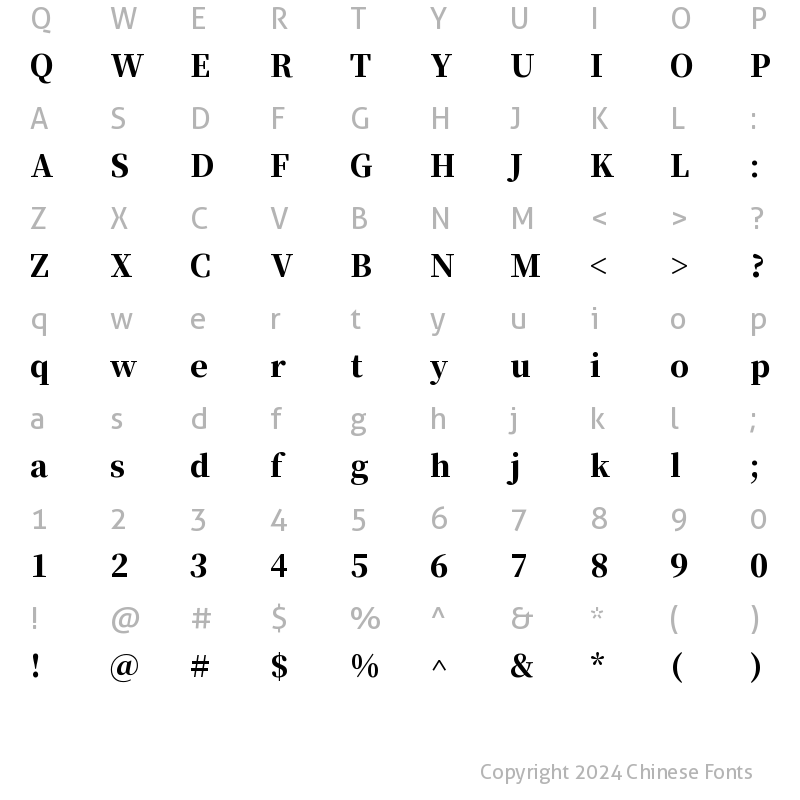 Q W E R T Y U I O P
Q W E R T Y U I O P
A S D F G H J K L :
A S D F G H J K L :
Z X C V B N M < > ?
Z X C V B N M < > ?
q w e r t y u i o p
q w e r t y u i o p
a s d f g h j k l ;
a s d f g h j k l ;
1 2 3 4 5 6 7 8 9 0
1 2 3 4 5 6 7 8 9 0
! @ # $ % ^ & * ( )
! @ # $ % ^ & * ( )
Copyright 2024 Chinese Fonts